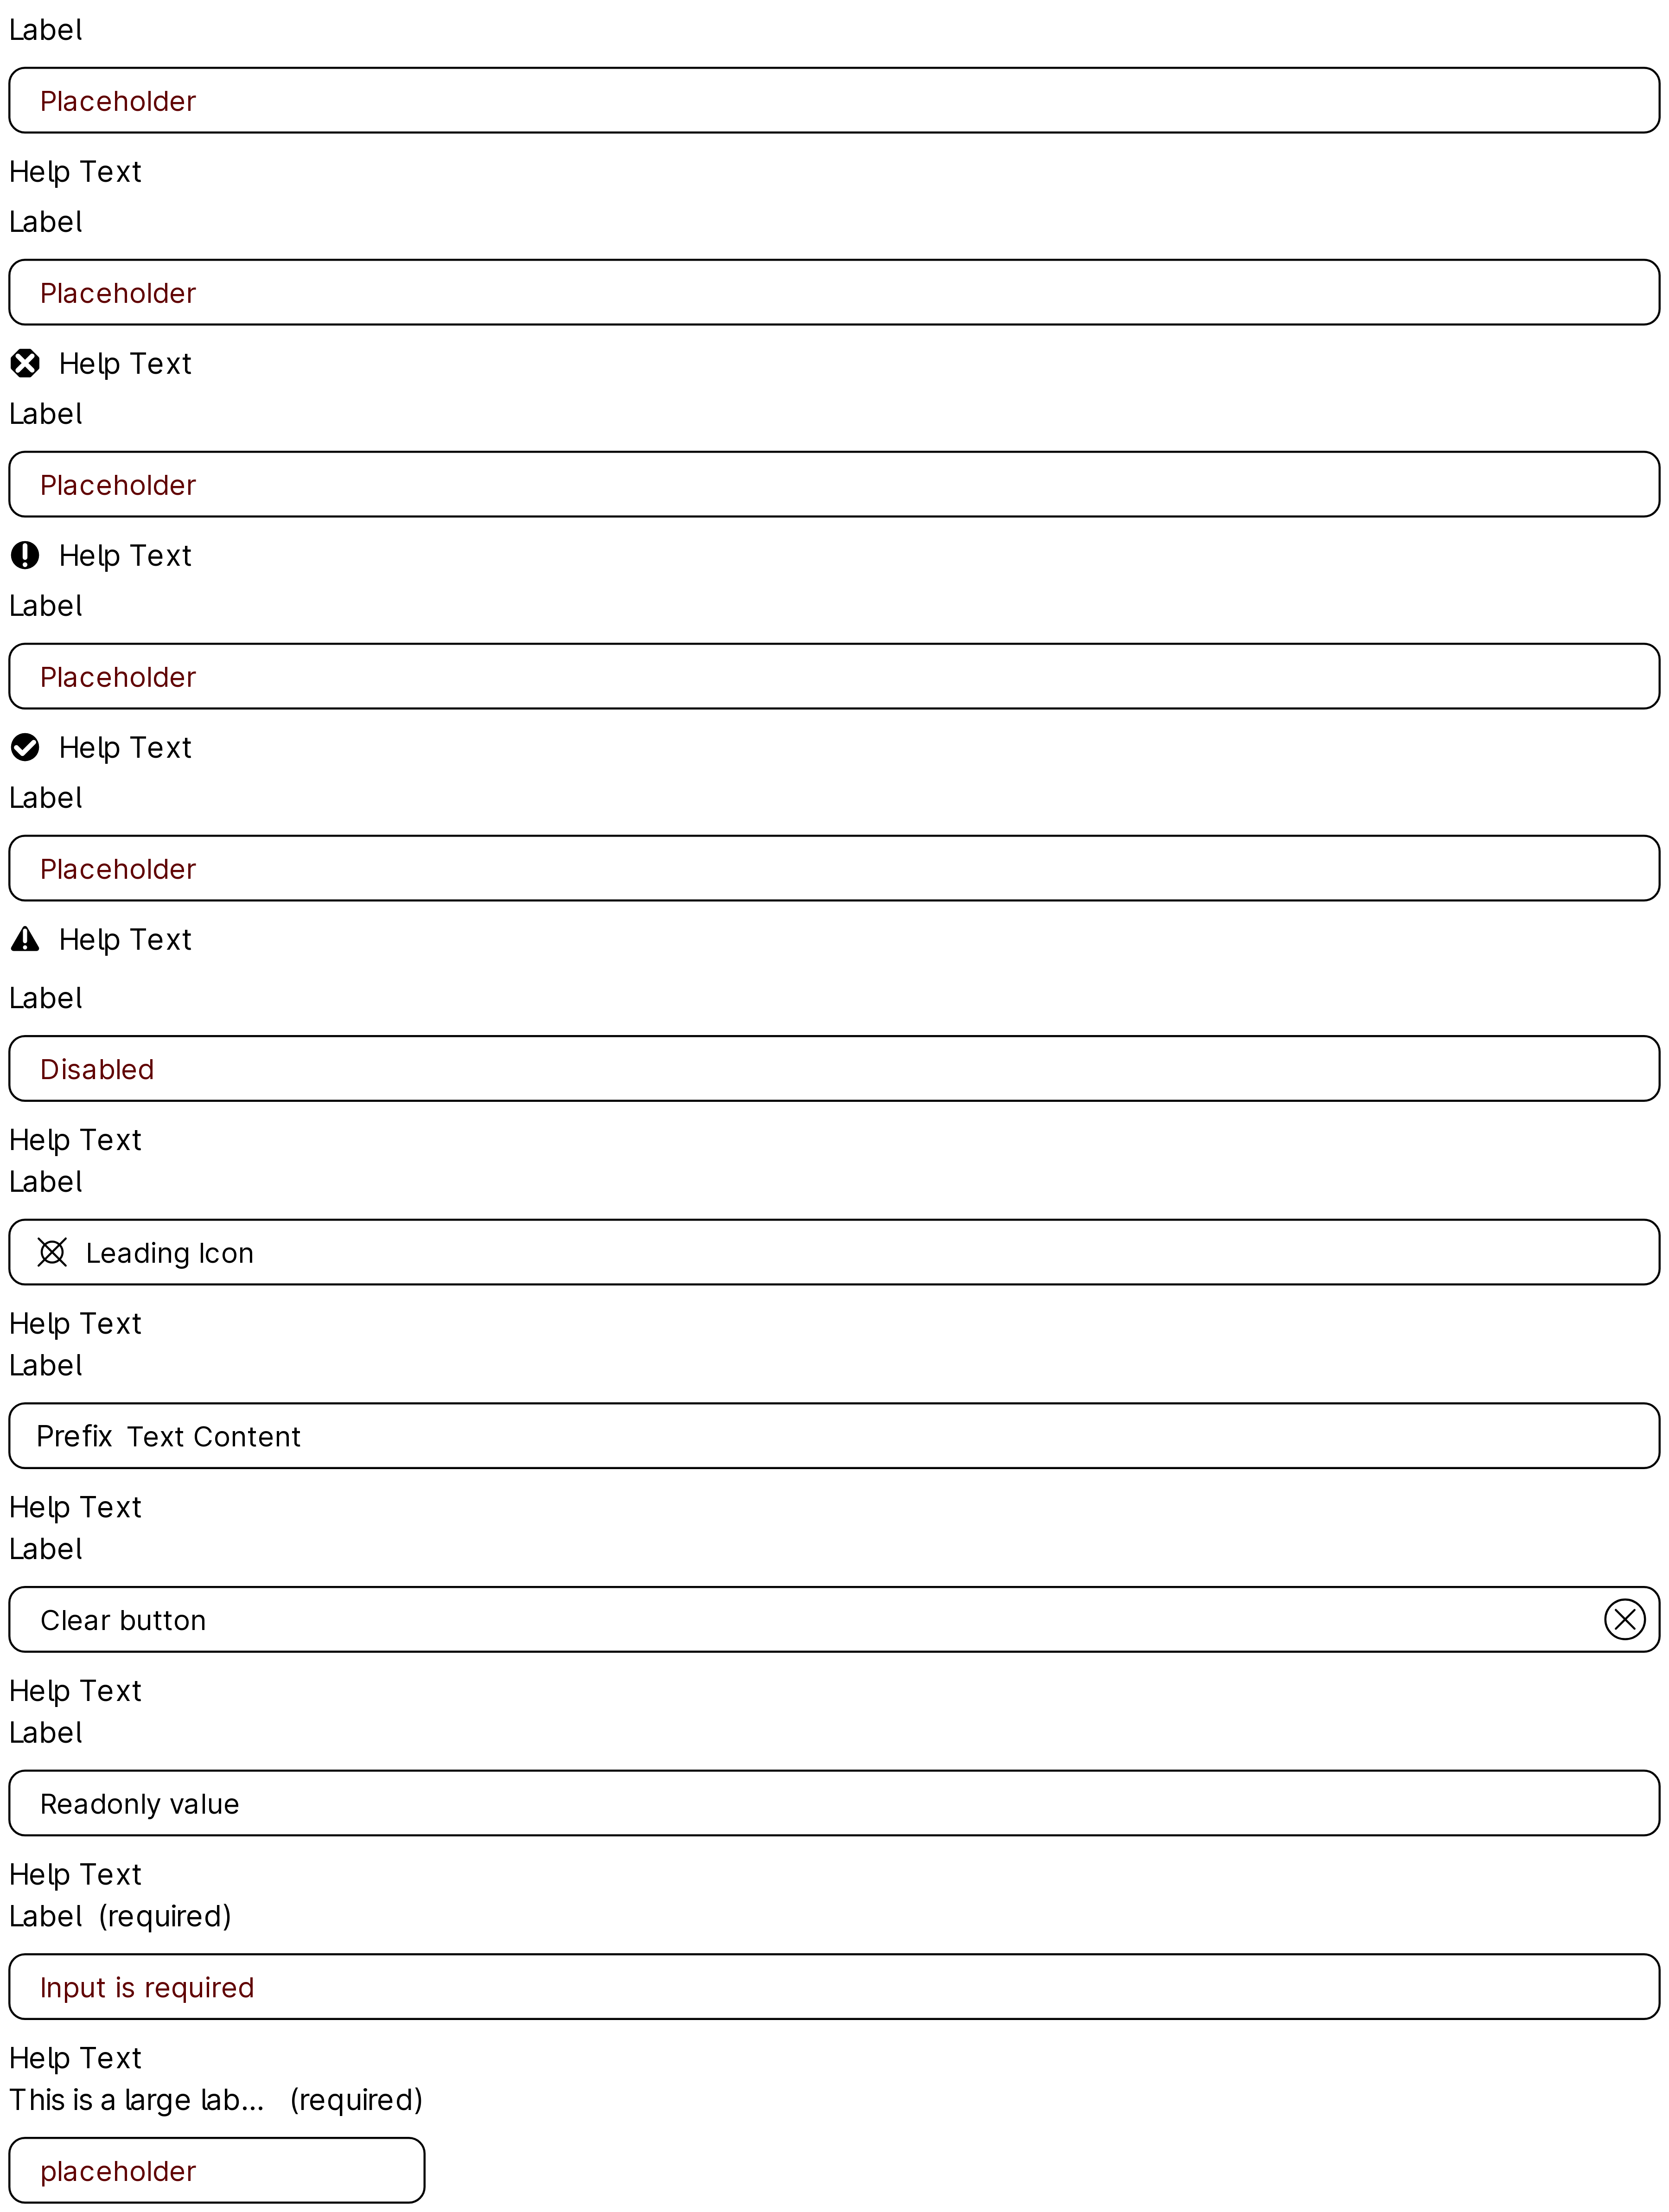 Label
Placeholder
Help Text
Label
Placeholder
Help Text
Label
Placeholder
Help Text
Label
Placeholder
Help Text
Label
Placeholder
Help Text
Label
Disabled
Help Text
Label
Leading Icon
Help Text
Label
Prefix Text Content
Help Text
Label
Clear button
Help Text
Label
Readonly value
Help Text
Label (required)
Input is required
Help Text
This is a large lab... (required)
placeholder